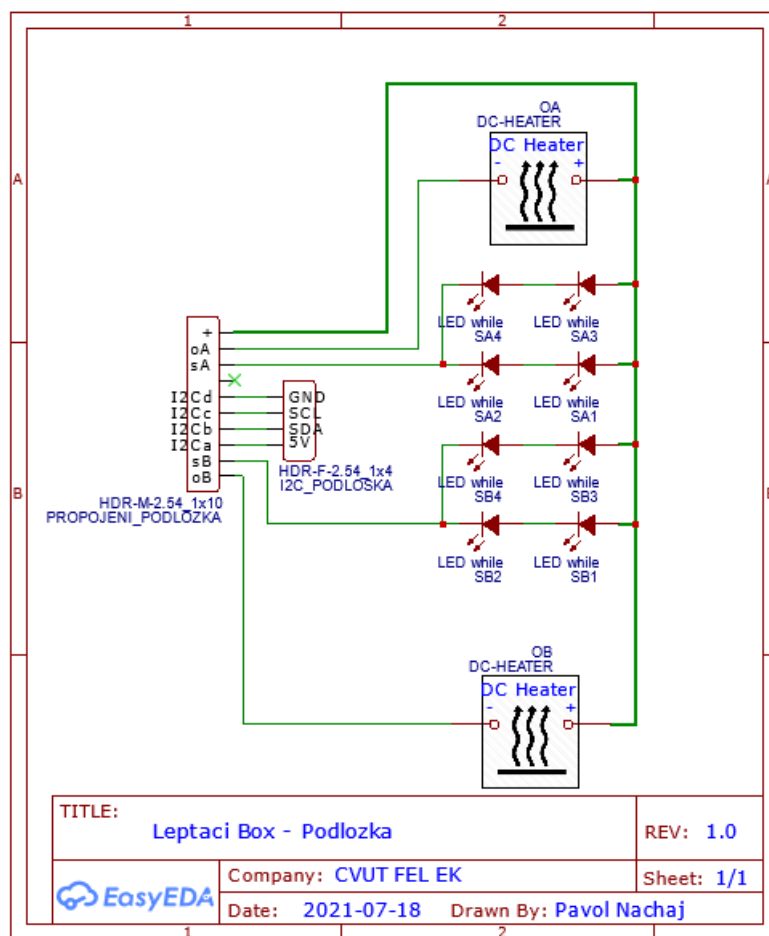 1 2
OA
DC-HEATER
DC Heater
- +
A
LED while
SA4
LED while
SA3
+
oA
sA
LED while
SA2
LED while
SA1
I2Cd
I2Cc
I2Cb
I2Ca
sB
oB
GND
SCL
SDA
5V
HDR-F-2.54_1x4
I2C_PODLOSKA
HDR-M-2.54_1x10
PROPOJENI_PODLOZKA
B
LED while
SB4
LED while
SB3
LED while
SB2
LED while
SB1
OB
DC-HEATER
DC Heater
- +
TITLE:
Leptaci Box - Podlozka
REV: 1.0
EasyEDA
Company: CVUT FEL EK
Sheet: 1/1
Date: 2021-07-18 Drawn By: Pavol Nachaj
1 2